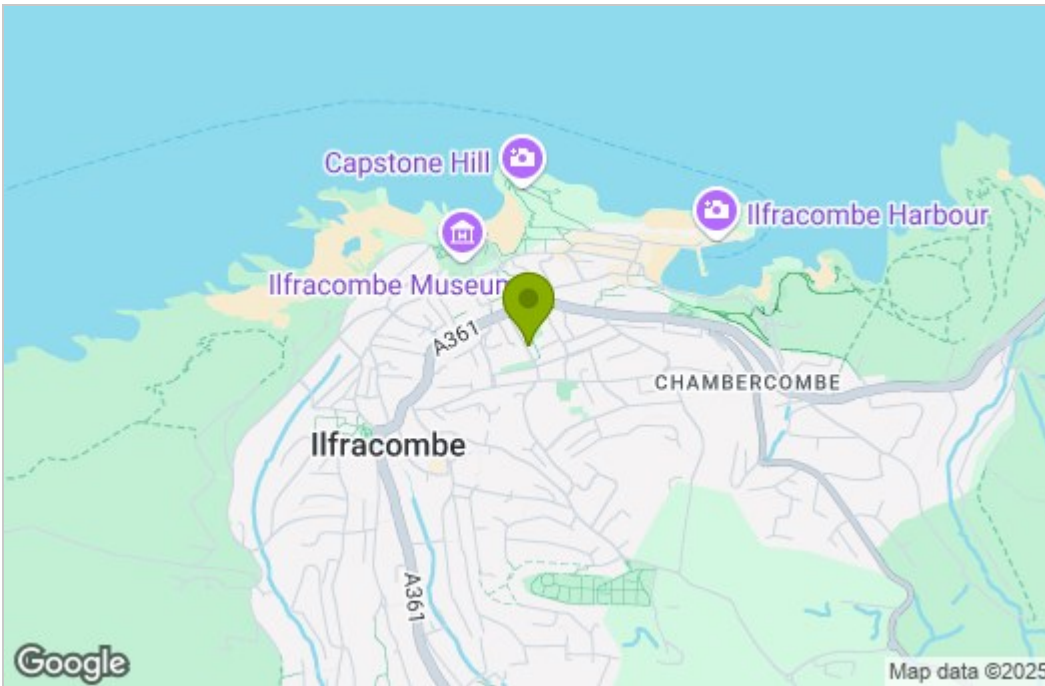 Capstone Hill
Ilfracombe Harbour
Ilfracombe Museum
A361
CHAMBERCOMBE
Ilfracombe
A361
Google
Map data ©2025